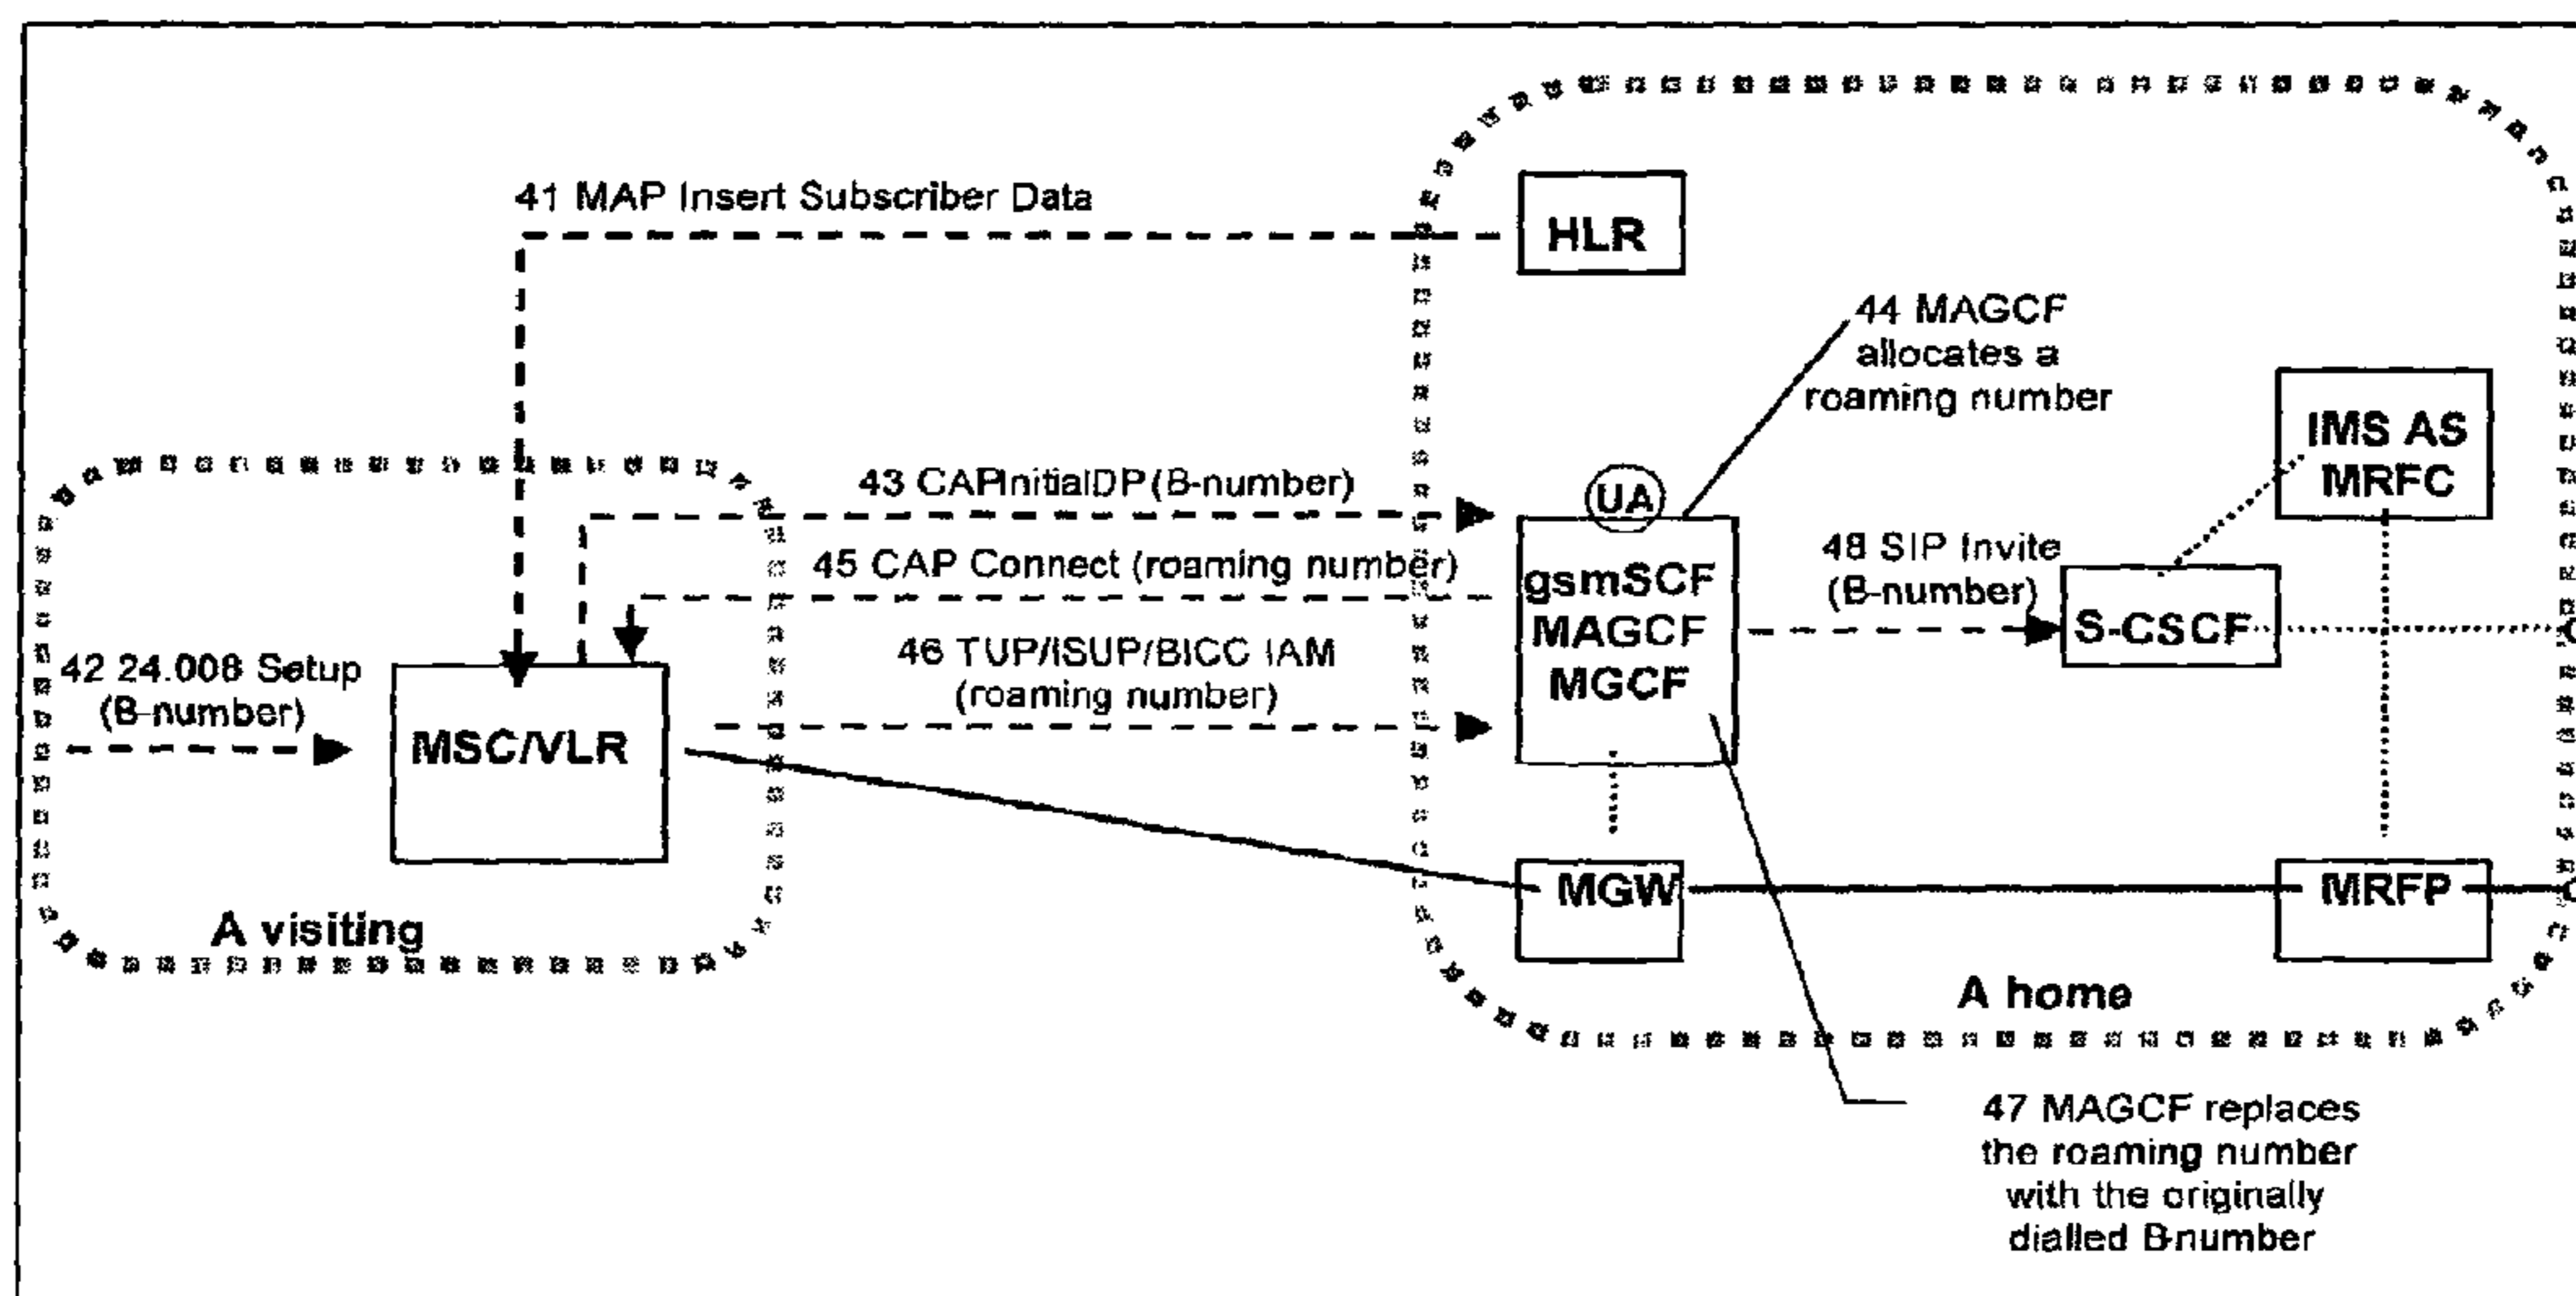 41 MAP Insert Subscriber Data
HLR
44 MAGCF
allocates a
roaming number
IMS AS
MRFC
43 CAPInitialDP (B-number)
UA
45 CAP Connect (roaming number)
48 SIP Invite
(B-number)
gsmSCF
MAGCF
MGCF
S-CSCF
46 TUP/ISUP/BICC IAM
(roaming number)
42 24.008 Setup
(B-number)
MSC/VLR
MGW
MRFP
A visiting
A home
47 MAGCF replaces
the roaming number
with the originally
dialled B-number